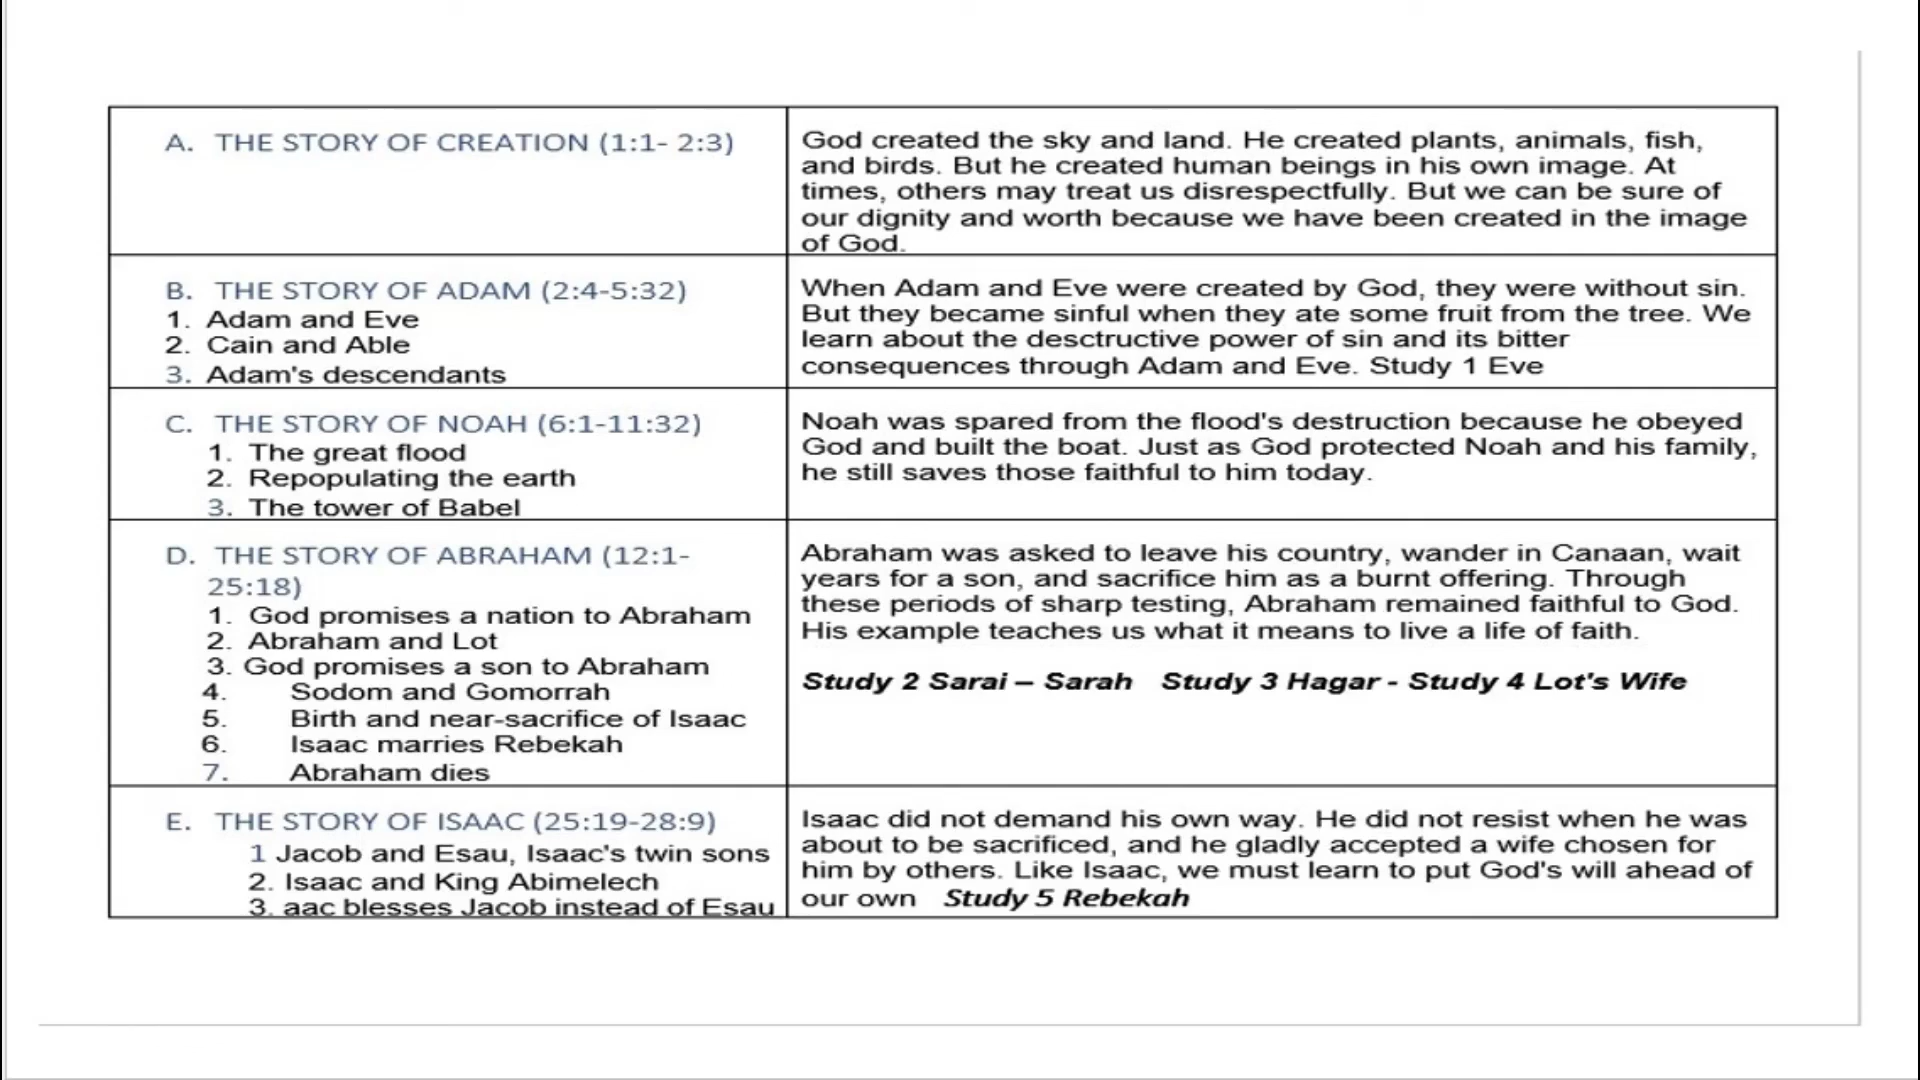 A. THE STORY OF CREATION (1:1- 2:3)
God created the sky and land. He created plants, animals, fish,
and birds. But he created human beings in his own image. At
times, others may treat us disrespectfully. But we can be sure of
our dignity and worth because we have been created in the image
of God.
B. THE STORY OF ADAM (2:4-5:32)
1. Adam and Eve
2. Cain and Able
3. Adam's descendants
When Adam and Eve were created by God, they were without sin.
But they became sinful when they ate some fruit from the tree. We
learn about the desctructive power of sin and its bitter
consequences through Adam and Eve. Study 1 Eve
C. THE STORY OF NOAH (6:1-11:32)
1. The great flood
2. Repopulating the earth
3. The tower of Babel
Noah was spared from the flood's destruction because he obeyed
God and built the boat. Just as God protected Noah and his family,
he still saves those faithful to him today.
D. THE STORY OF ABRAHAM (12:1-
25:18)
1. God promises a nation to Abraham
2. Abraham and Lot
3. God promises a son to Abraham
4. Sodom and Gomorrah
5. Birth and near-sacrifice of Isaac
6. Isaac marries Rebekah
7. Abraham dies
Abraham was asked to leave his country, wander in Canaan, wait
years for a son, and sacrifice him as a burnt offering. Through
these periods of sharp testing, Abraham remained faithful to God.
His example teaches us what it means to live a life of faith.
Study 2 Sarai – Sarah Study 3 Hagar - Study 4 Lot's Wife
E. THE STORY OF ISAAC (25:19-28:9)
1 Jacob and Esau, Isaac's twin sons
2. Isaac and King Abimelech
3. aac blesses Jacob instead of Esau
Isaac did not demand his own way. He did not resist when he was
about to be sacrificed, and he gladly accepted a wife chosen for
him by others. Like Isaac, we must learn to put God's will ahead of
our own Study 5 Rebekah